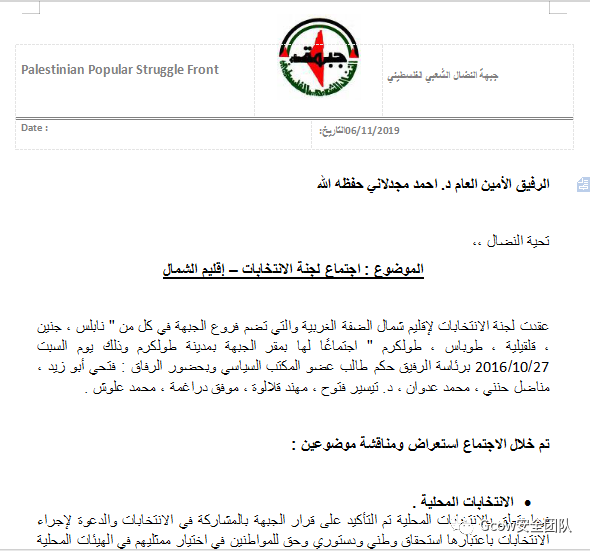 جبهة
Palestinian Popular Struggle Front
جبهة النضال الشعبي الفلسطيني
Date :
التاريخ:06/11/2019
الرفيق الأمين العام د. احمد مجدلاني حفظه الله
تحية النضال ،،
الموضوع : اجتماع لجنة الانتخابات – إقليم الشمال
عقدت لجنة الانتخابات لإقليم شمال الضفة الغربية والتي تضم فروع الجبهة في كل من " نابلس ، جنين
، قلقيلية ، طوباس ، طولكرم " اجتماعًا لها بمقر الجبهة بمدينة طولكرم وذلك يوم السبت
2016/10/27 برئاسة الرفيق حكم طالب عضو المكتب السياسي وبحضور الرفاق : فتحي أبو زيد ،
مناضل حنني ، محمد عدوان ، د. تيسير فتوح ، مهند قلالوة ، موفق دراغمة ، محمد علوش .
تم خلال الاجتماع استعراض ومناقشة موضوعين :
• الانتخابات المحلية .
بالانتخابات المحلية تم التأكيد على قرار الجبهة بالمشاركة في الانتخابات والدعوة لإجراء
الانتخابات باعتبارها استحقاق وطني ودستوري وحق للمواطنين في اختيار ممثليهم في الهيئات المحلية
Gcow安全团队